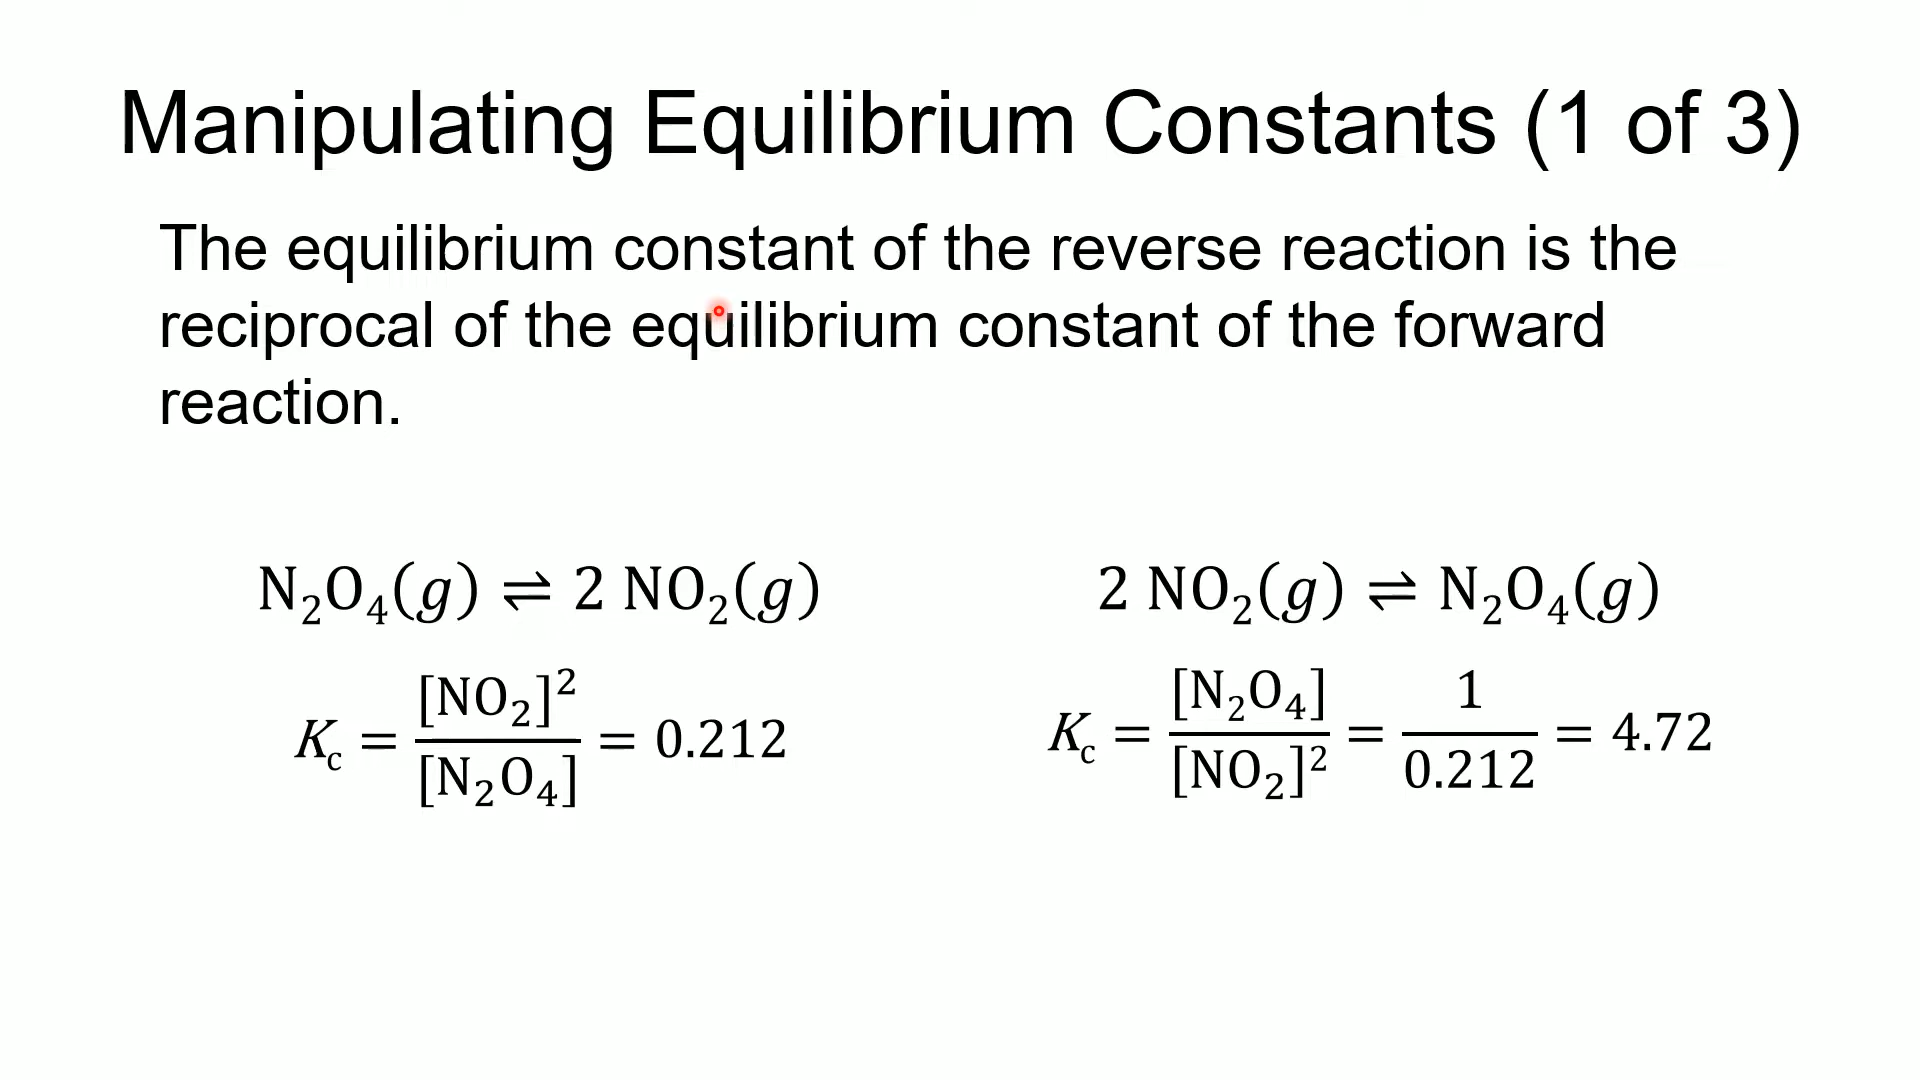 Manipulating Equilibrium Constants (1 of 3)
The equilibrium constant of the reverse reaction is the
reciprocal of the equilibrium constant of the forward
reaction.
N₂O₄(g) ⇌ 2 NO₂(g)
K_c = [NO₂]² / [N₂O₄] = 0.212
2 NO₂(g) ⇌ N₂O₄(g)
K_c = [N₂O₄] / [NO₂]² = 1 / 0.212 = 4.72